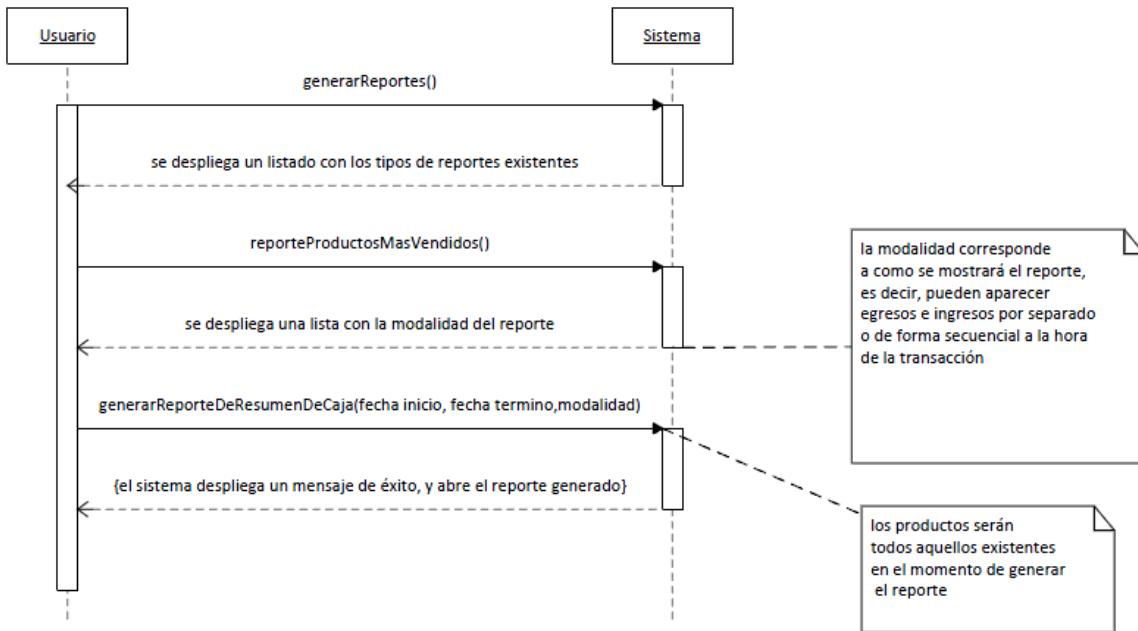 Usuario
Sistema
generarReportes()
se despliega un listado con los tipos de reportes existentes
reporteProductosMasVendidos()
se despliega una lista con la modalidad del reporte
la modalidad corresponde
a como se mostrará el reporte,
es decir, pueden aparecer
egresos e ingresos por separado
o de forma secuencial a la hora
de la transacción
generarReporteDeResumenDeCaja(fecha inicio, fecha termino,modalidad)
{el sistema despliega un mensaje de éxito, y abre el reporte generado}
los productos serán
todos aquellos existentes
en el momento de generar
el reporte